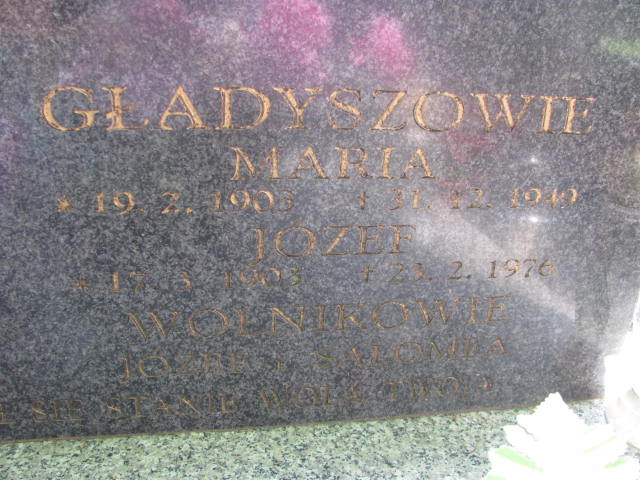 GŁADYSZOWIE
MARIA
* 19. 2. 1903 + 31. 12. 1949
JÓZEF
* 17. 3. 1903 + 23. 2. 1976
WOLNIKOWIE
JÓZEF I SALOMEA
SIĘ STANIE WOLA TWOJA